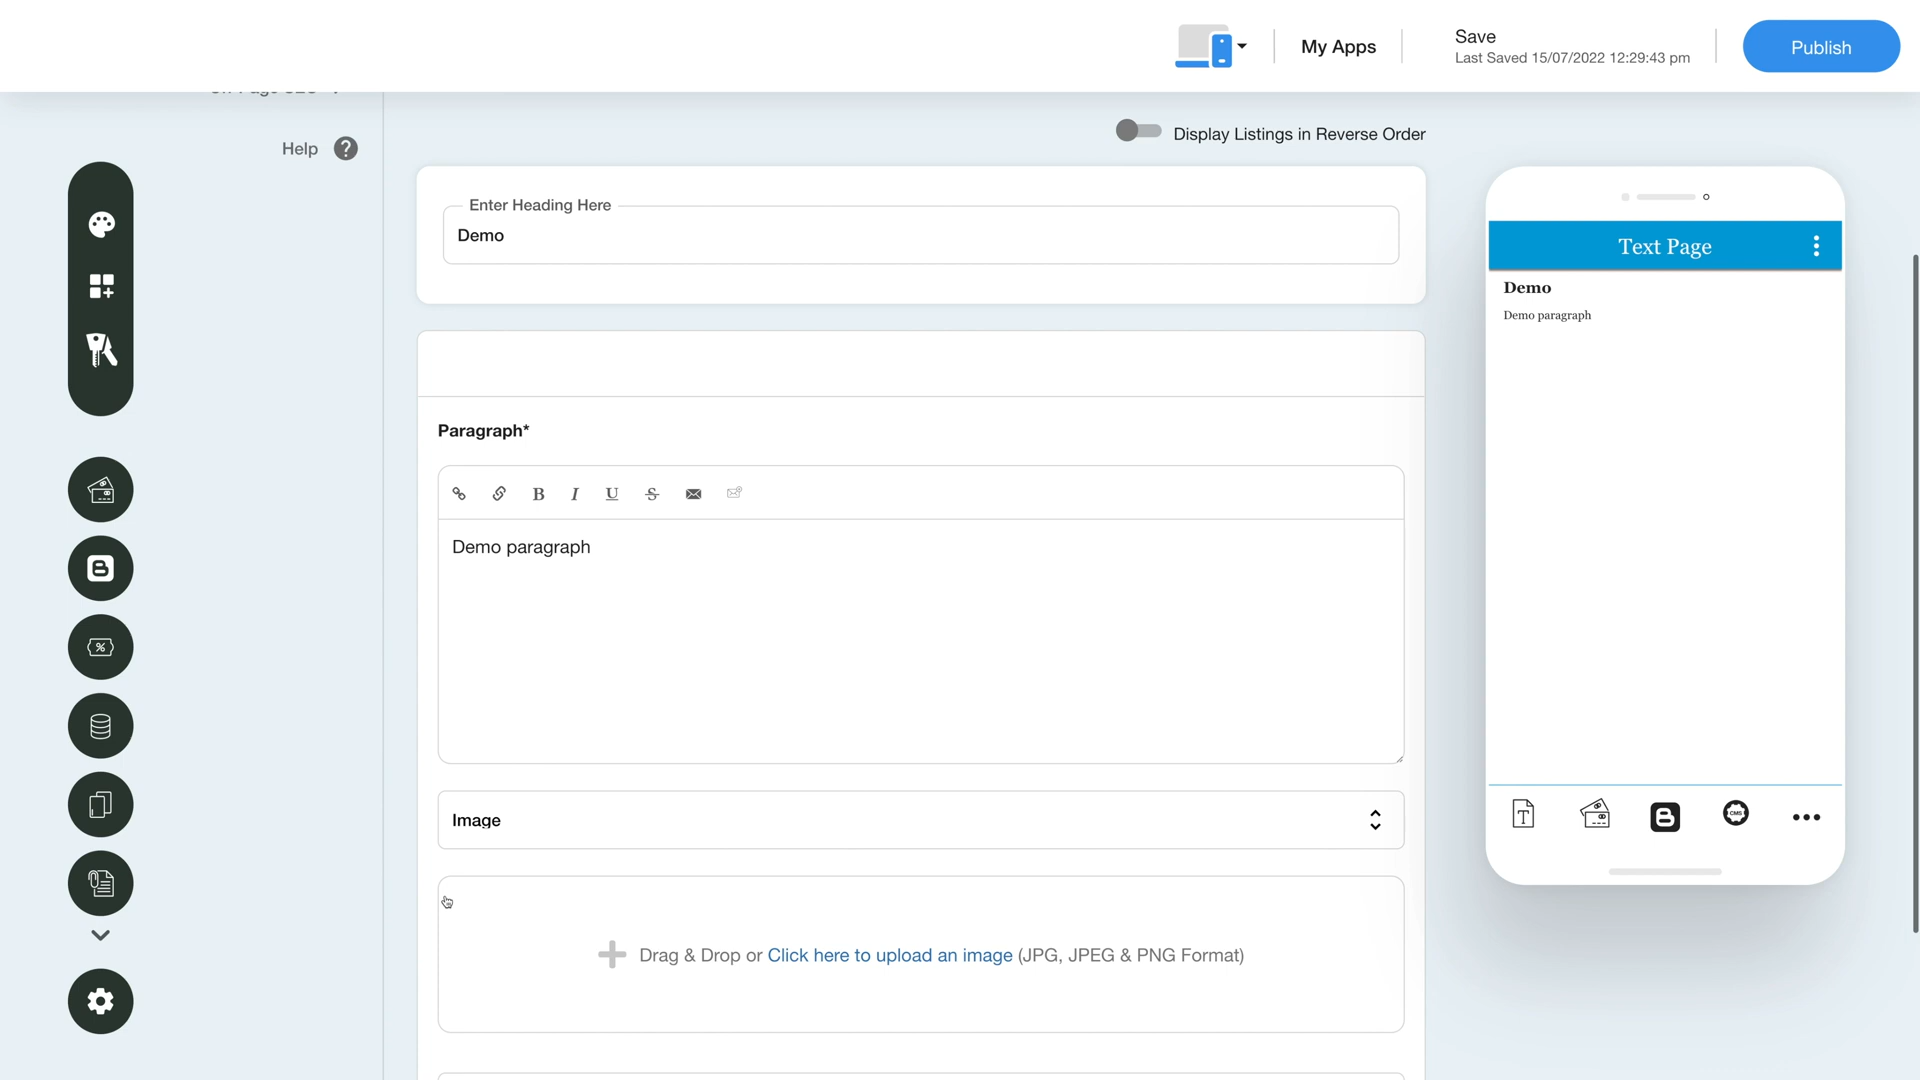 My Apps
Save
Last Saved 15/07/2022 12:29:43 pm
Publish
Help
Display Listings in Reverse Order
Enter Heading Here
Demo
Paragraph*
B I U S
Demo paragraph
Image
Drag & Drop or Click here to upload an image (JPG, JPEG & PNG Format)
Text Page
Demo
Demo paragraph
T
CMS